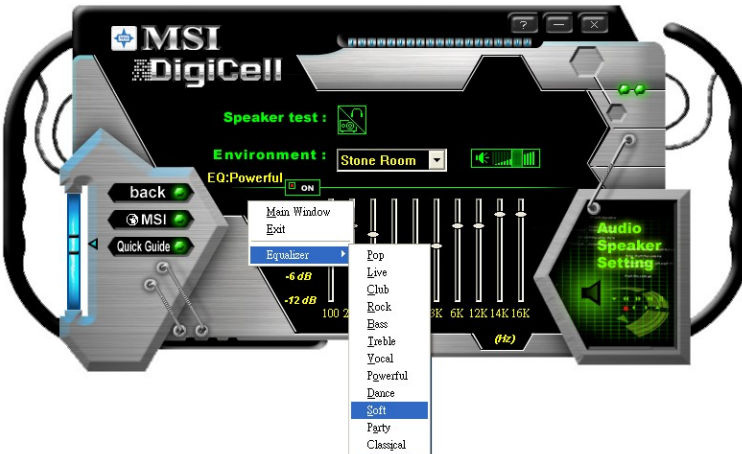 MSI
DigiCell
?
Speaker test :
Environment :
Stone Room
EQ:Powerful
ON
back
MSI
Quick Guide
Main Window
Exit
Equalizer
-6 dB
-12 dB
100
3K 6K 12K 14K 16K
(Hz)
Pop
Live
Club
Rock
Bass
Treble
Vocal
Powerful
Dance
Soft
Party
Classical
Audio
Speaker
Setting